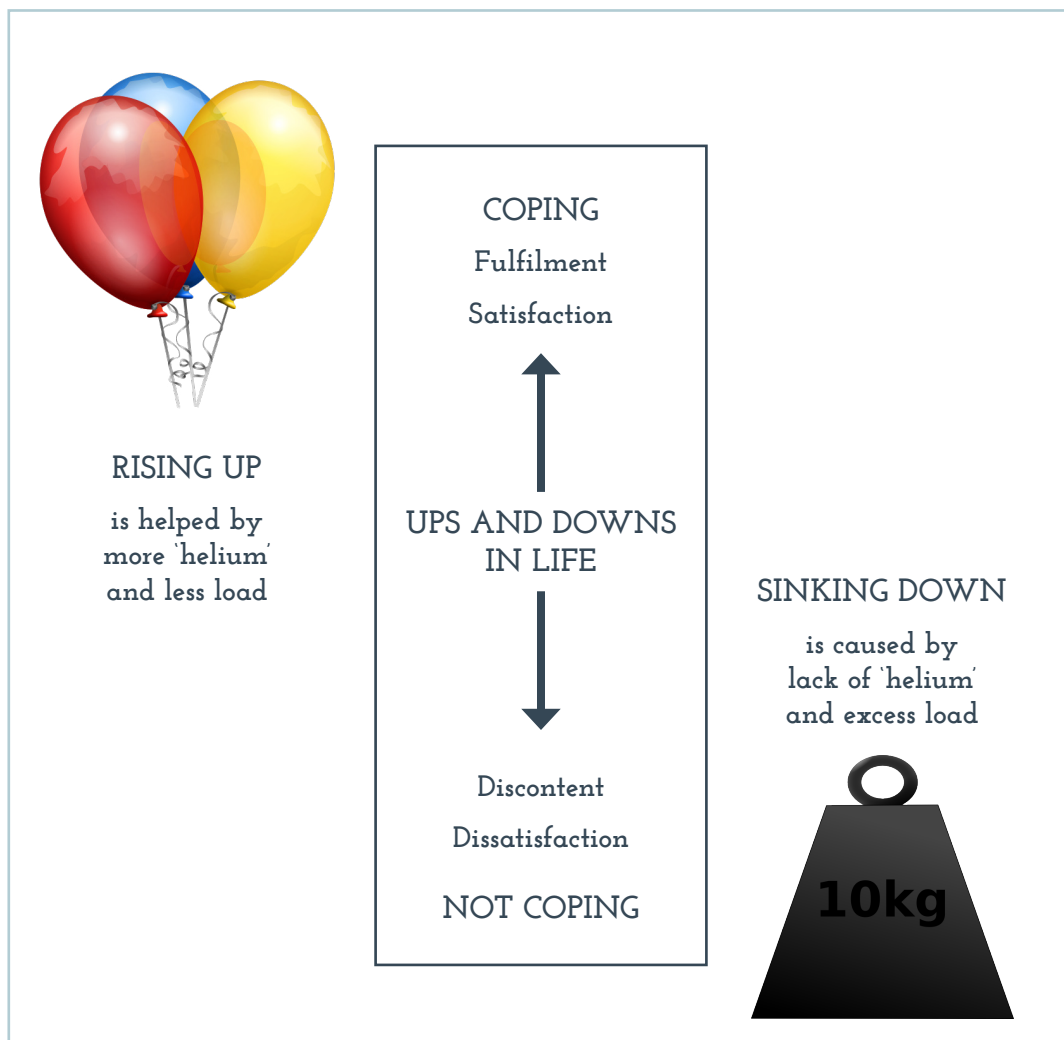 COPING
Fulfilment
Satisfaction
RISING UP
is helped by
more ‘helium’
and less load
UPS AND DOWNS
IN LIFE
SINKING DOWN
is caused by
lack of ‘helium’
and excess load
Discontent
Dissatisfaction
NOT COPING
10kg